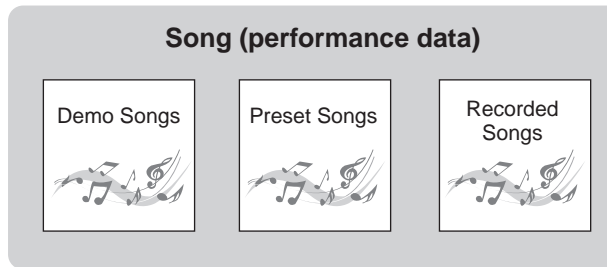 Song (performance data)
Demo Songs
Preset Songs
Recorded
Songs